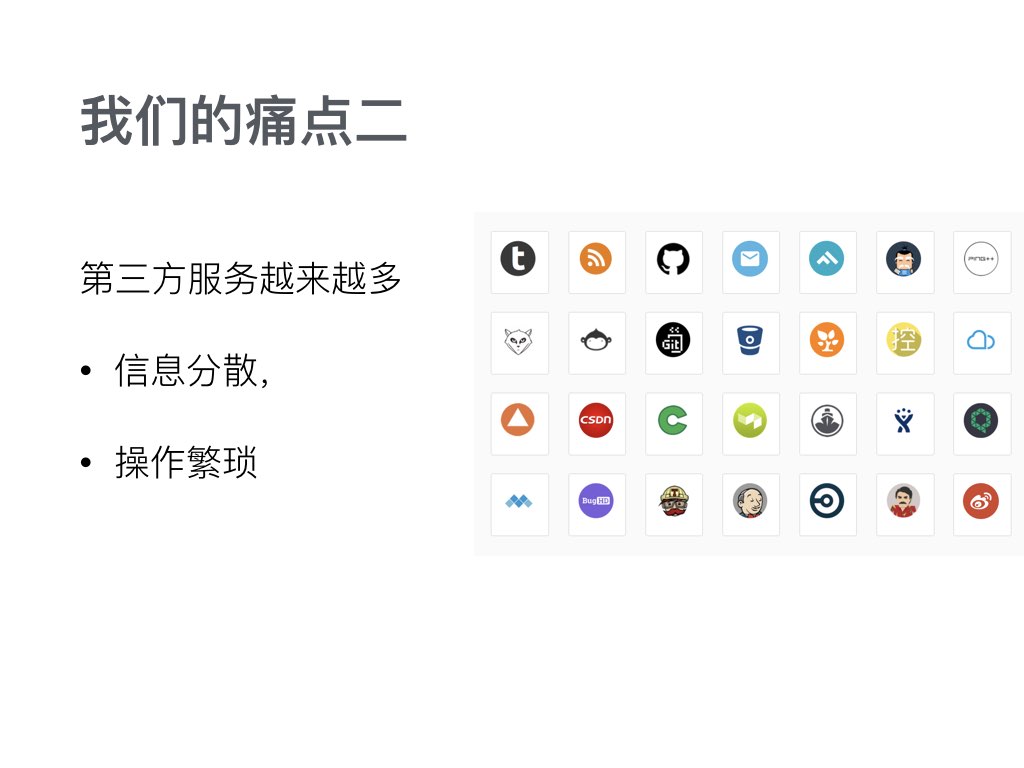 我们的痛点二
第三方服务越来越多
• 信息分散,
• 操作繁琐
t
PING++
Git
控
CSDN
BugHD